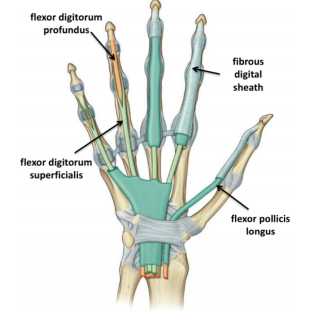 flexor digitorum
profundus
fibrous
digital
sheath
flexor digitorum
superficialis
flexor pollicis
longus